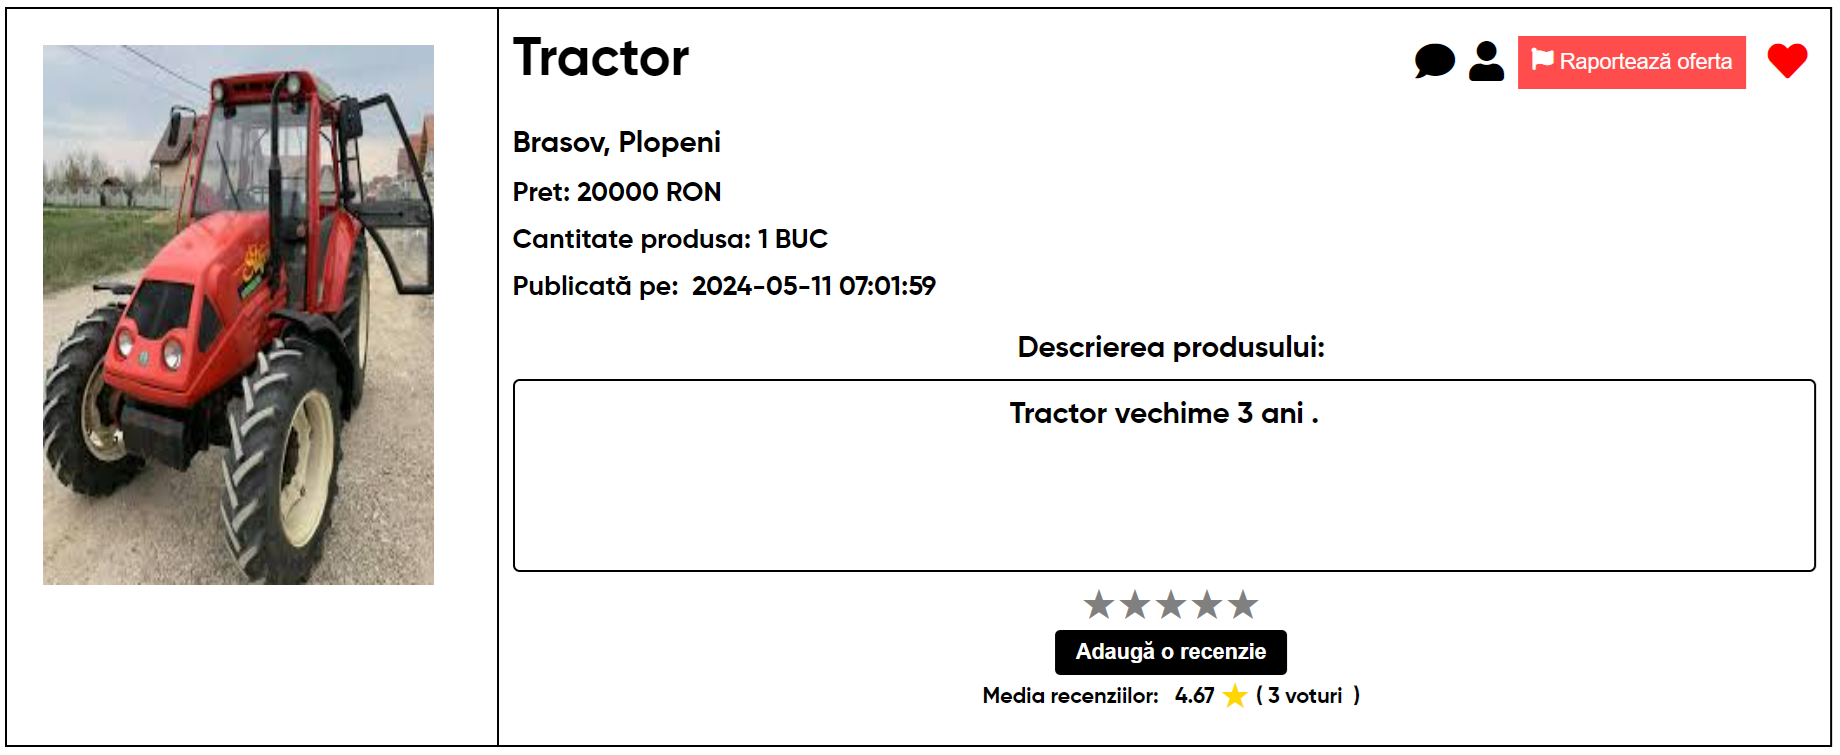 Tractor
Raportează oferta
Brasov, Plopeni
Pret: 20000 RON
Cantitate produsa: 1 BUC
Publicată pe: 2024-05-11 07:01:59
Descrierea produsului:
Tractor vechime 3 ani .
Adaugă o recenzie
Media recenziilor: 4.67 ★ ( 3 voturi )